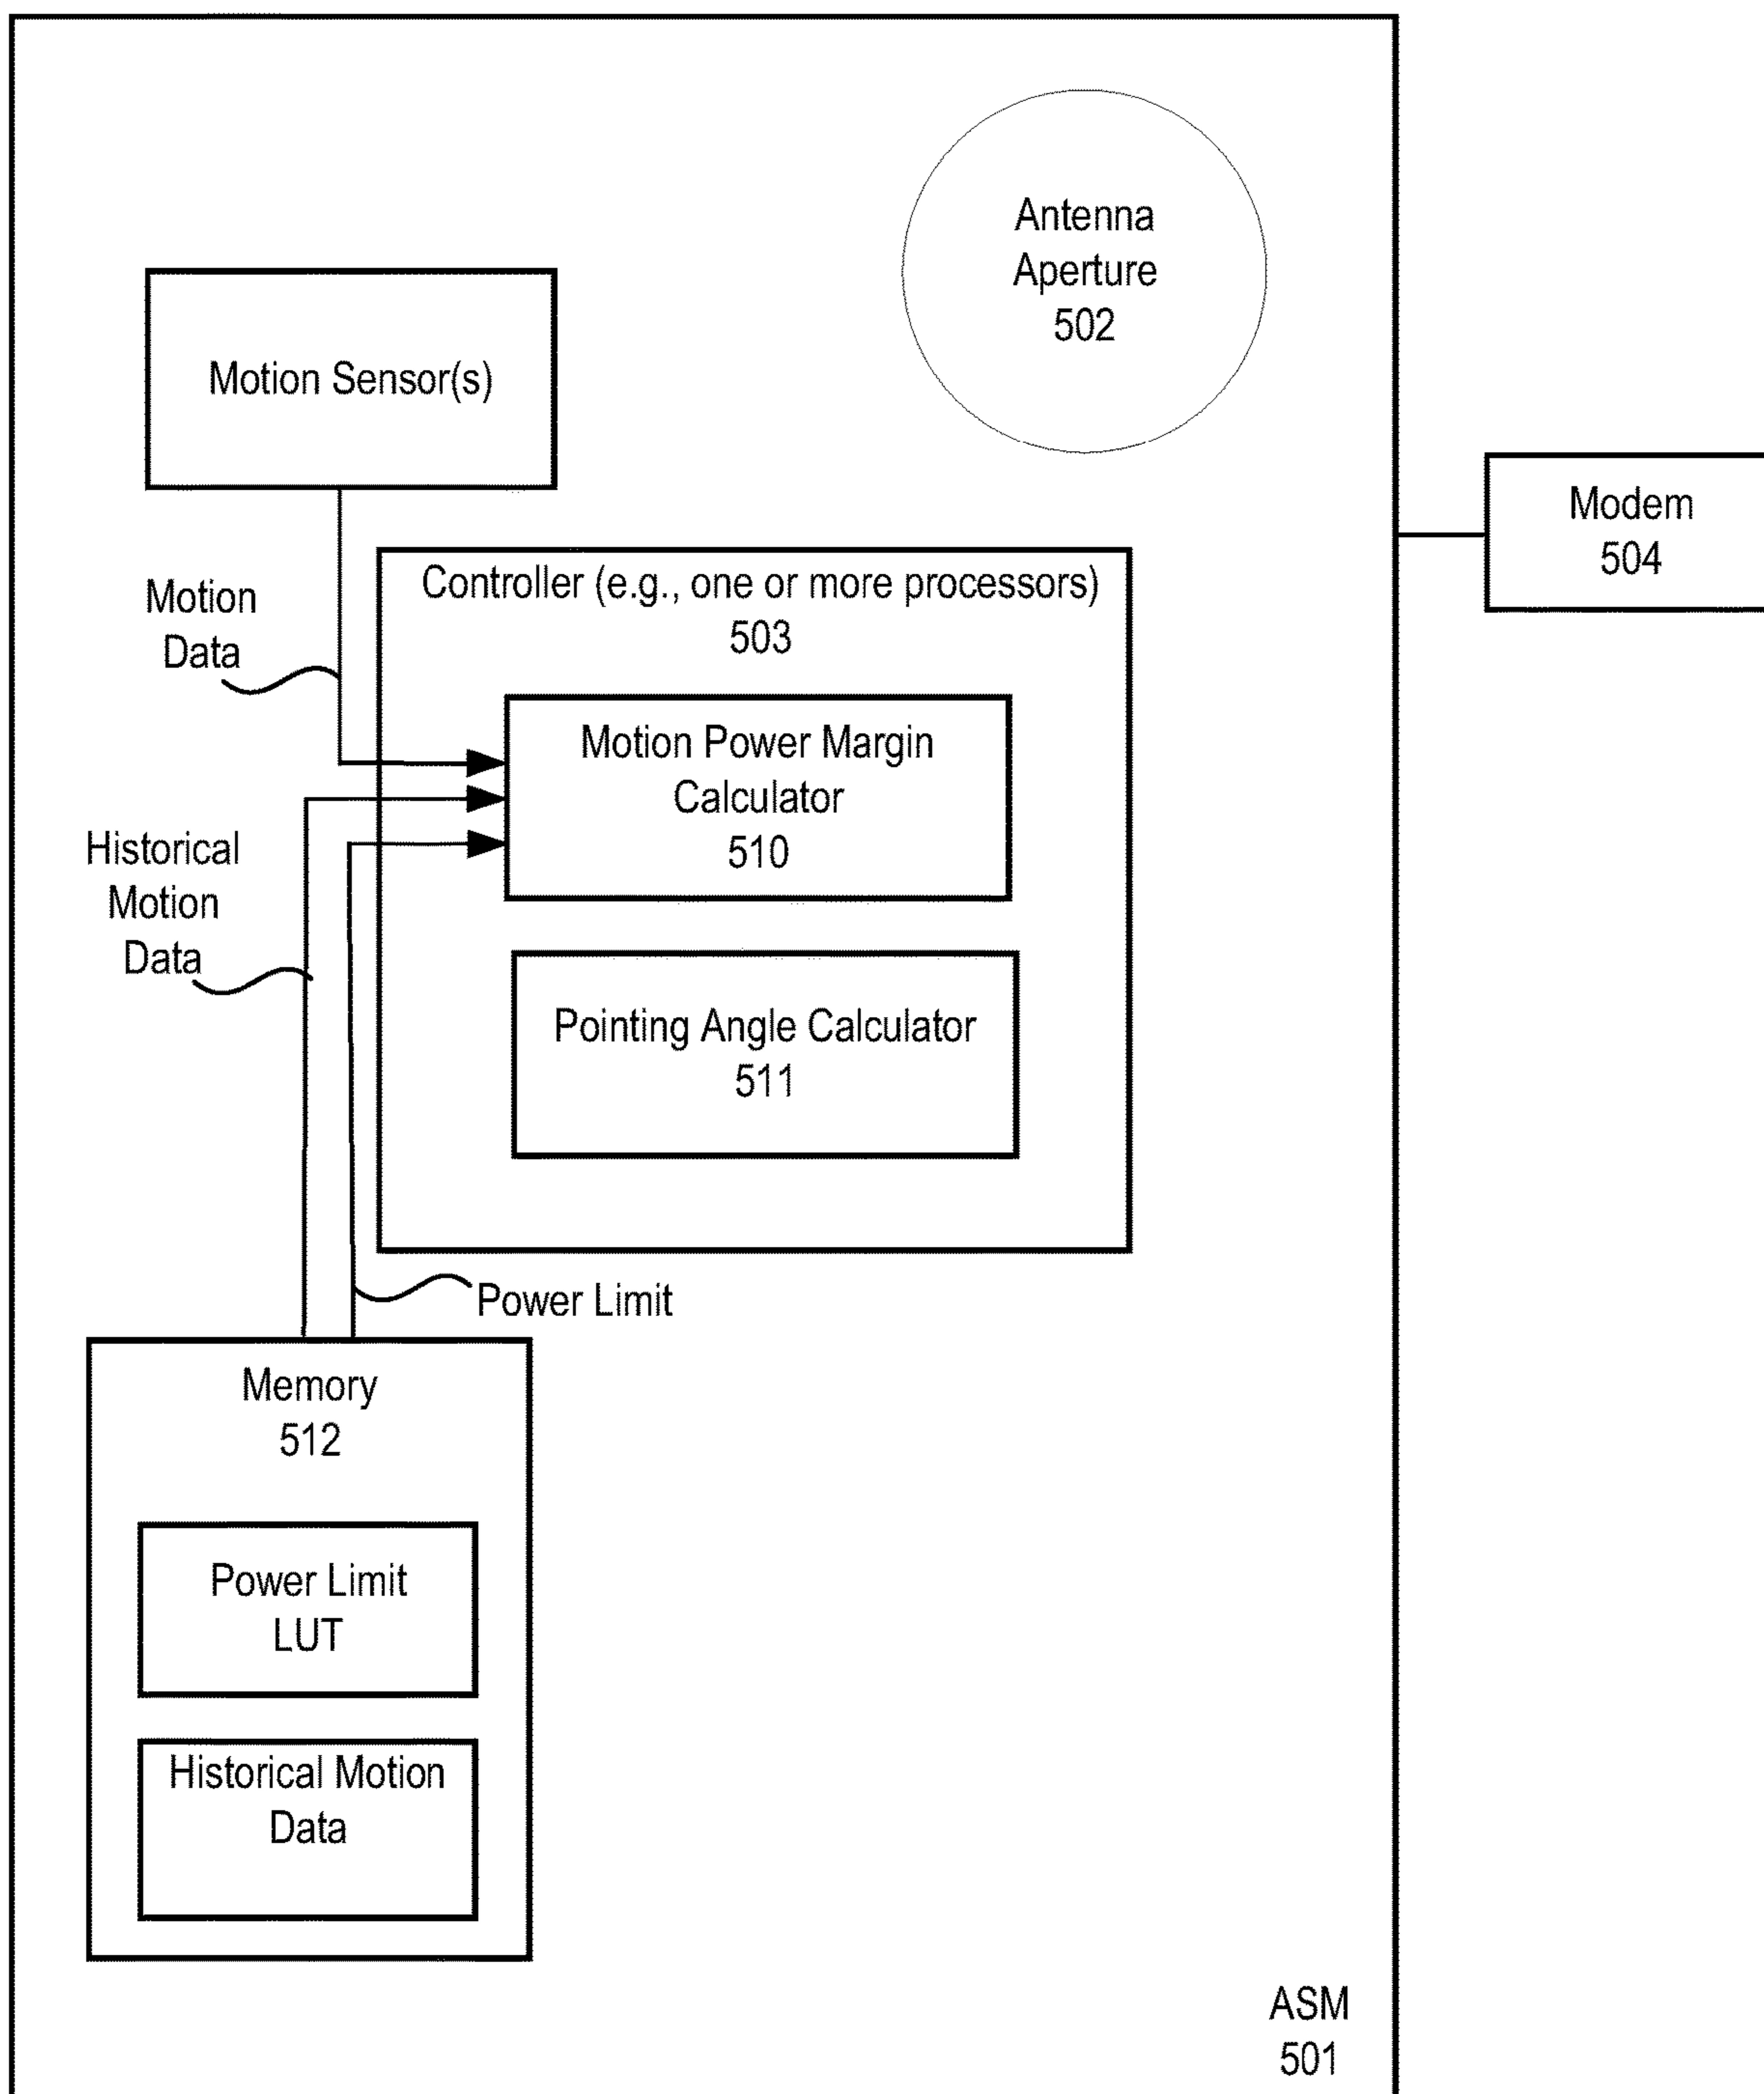 Antenna
Aperture
502
Motion Sensor(s)
Modem
504
Controller (e.g., one or more processors)
503
Motion
Data
Motion Power Margin
Calculator
510
Historical
Motion
Data
Pointing Angle Calculator
511
Power Limit
Memory
512
Power Limit
LUT
Historical Motion
Data
ASM
501